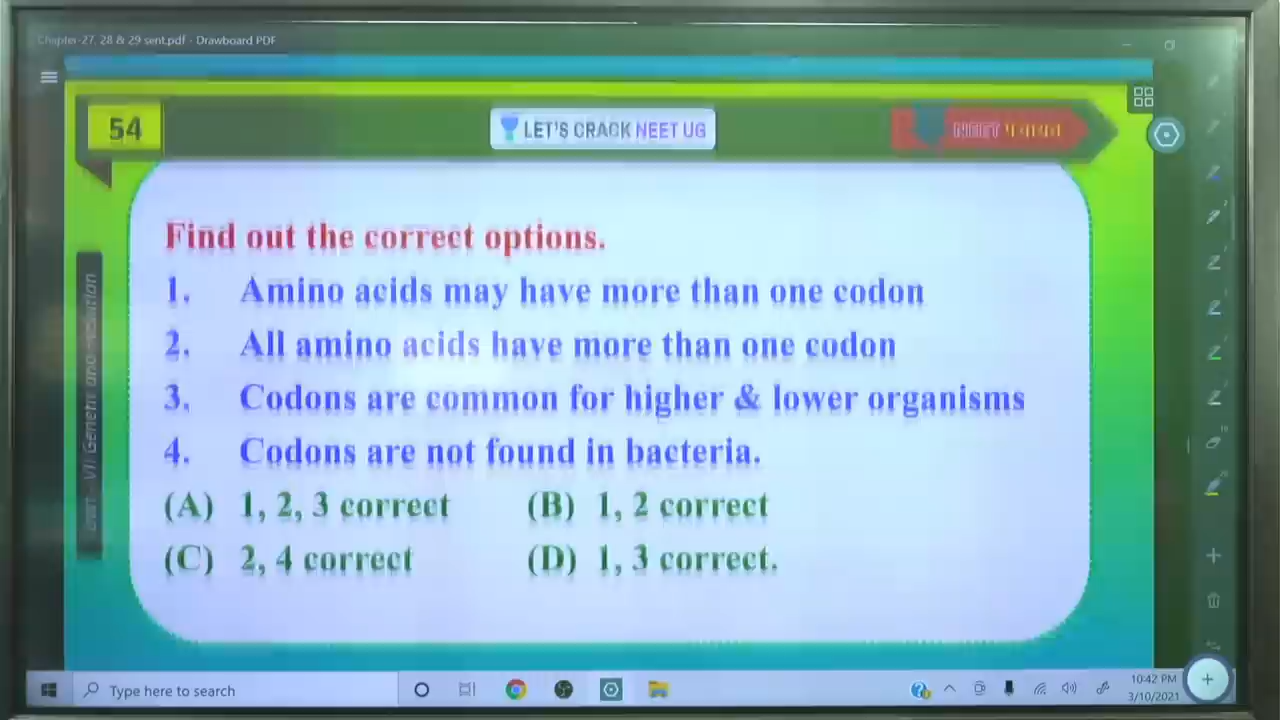 Chapter-27, 28 & 29 sent.pdf - Drawboard PDF
54
LET'S CRACK NEET UG
NEET
Find out the correct options.
1. Amino acids may have more than one codon
2. All amino acids have more than one codon
3. Codons are common for higher & lower organisms
4. Codons are not found in bacteria.
(A) 1, 2, 3 correct (B) 1, 2 correct
(C) 2, 4 correct (D) 1, 3 correct.
Type here to search
10:42 PM
3/10/2021